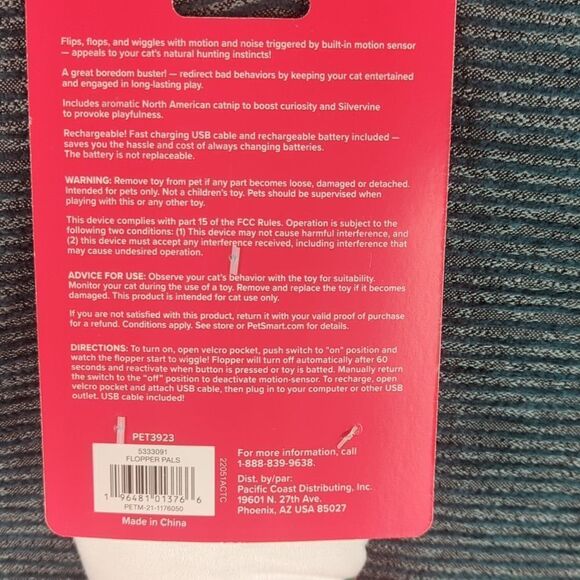 Flips, flops, and wiggles with motion and noise triggered by built-in motion sensor
— appeals to your cat's natural hunting instincts!
A great boredom buster! — redirect bad behaviors by keeping your cat entertained
and engaged in long-lasting play.
Includes aromatic North American catnip to boost curiosity and Silvervine
to provoke playfulness.
Rechargeable! Fast charging USB cable and rechargeable battery included —
saves you the hassle and cost of always changing batteries.
The battery is not replaceable.
WARNING: Remove toy from pet if any part becomes loose, damaged or detached.
Intended for pets only. Not a children's toy. Pets should be supervised when
playing with this or any other toy.
This device complies with part 15 of the FCC Rules. Operation is subject to the
following two conditions: (1) This device may not cause harmful interference, and
(2) this device must accept any interference received, including interference that
may cause undesired operation.
ADVICE FOR USE: Observe your cat's behavior with the toy for suitability.
Monitor your cat during the use of a toy. Remove and replace the toy if it becomes
damaged. This product is intended for cat use only.
If you are not satisfied with this product, return it with your valid proof of purchase
for a refund. Conditions apply. See store or PetSmart.com for details.
DIRECTIONS: To turn on, open velcro pocket, push switch to "on" position and
watch the flopper start to wiggle! Flopper will turn off automatically after 60
seconds and reactivate when button is pressed or toy is batted. Manually return
the switch to the "off" position to deactivate motion-sensor. To recharge, open
velcro pocket and attach USB cable, then plug in to your computer or other USB
outlet. USB cable included!
PET3923
5333091
FLOPPER PALS
1 96481 01376 6
PETM-21-1176050
Made in China
22051ACTC
For more information, call
1-888-839-9638.
Dist. by/par:
Pacific Coast Distributing, Inc.
19601 N. 27th Ave.
Phoenix, AZ USA 85027